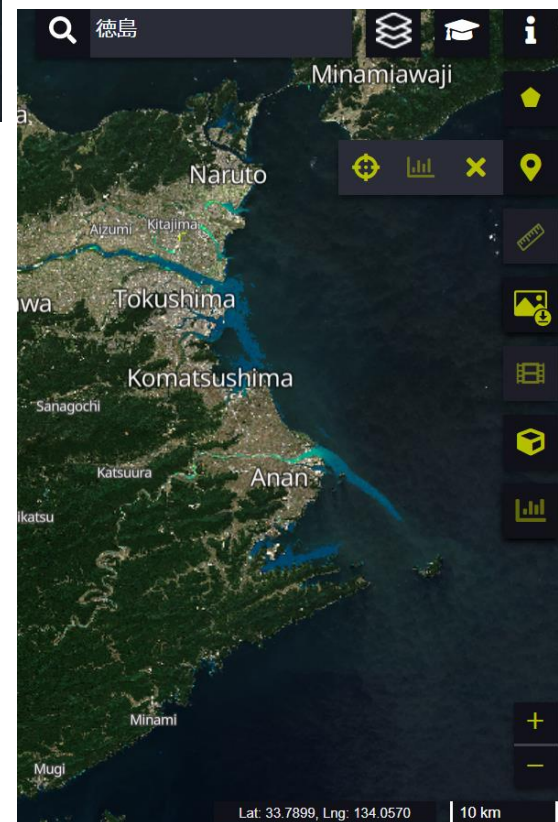 徳島
Minamiawaji
a.
Naruto
Aizumi
Kitajima
wa
Tokushima
Komatsushima
Sanagochi
Katsuura
Anan
ikatsu
Minami
Mugi
Lat: 33.7899, Lng: 134.0570
10 km